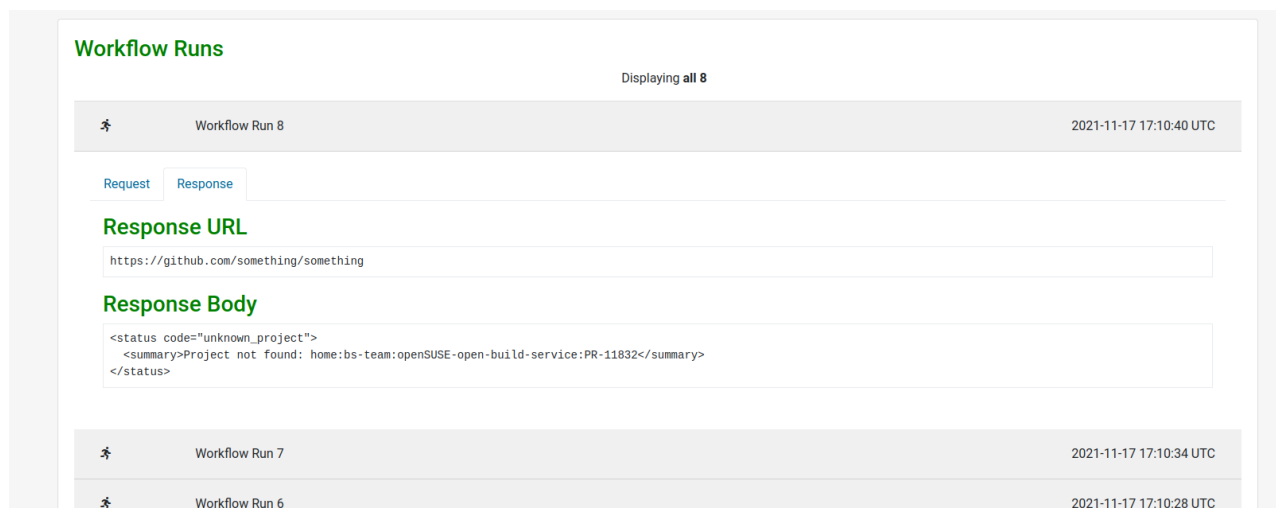 Workflow Runs
Displaying all 8
Workflow Run 8 2021-11-17 17:10:40 UTC
Request Response
Response URL
https://github.com/something/something
Response Body
<status code="unknown_project">
  <summary>Project not found: home:bs-team:openSUSE-open-build-service:PR-11832</summary>
</status>
Workflow Run 7 2021-11-17 17:10:34 UTC
Workflow Run 6 2021-11-17 17:10:28 UTC